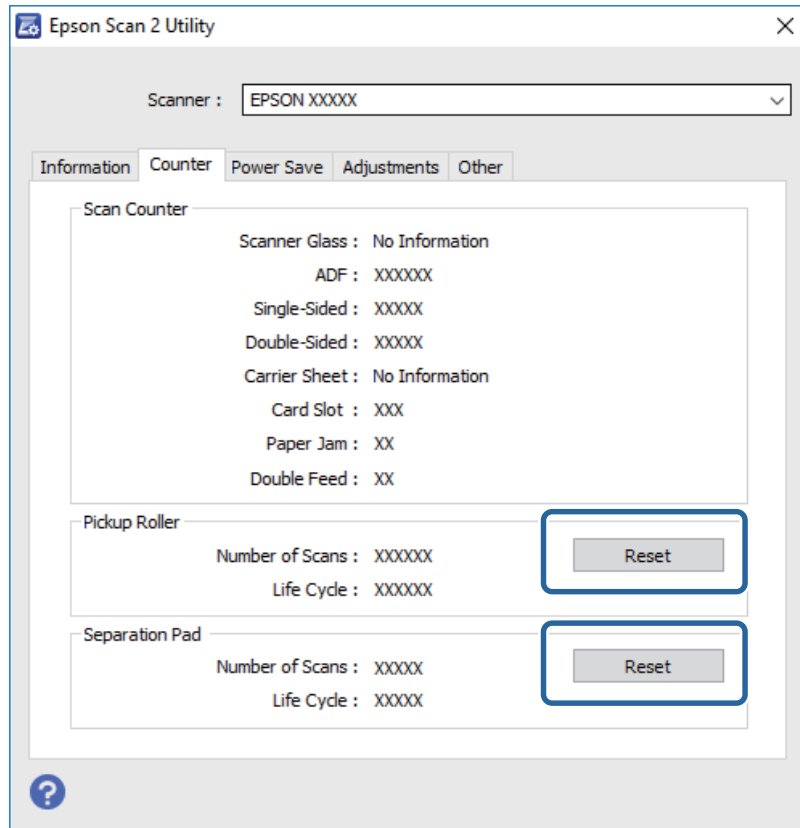 Epson Scan 2 Utility
Scanner : EPSON XXXXX
Information Counter Power Save Adjustments Other
Scan Counter
Scanner Glass : No Information
ADF : XXXXXX
Single-Sided : XXXXX
Double-Sided : XXXXX
Carrier Sheet : No Information
Card Slot : XXX
Paper Jam : XX
Double Feed : XX
Pickup Roller
Number of Scans : XXXXXX Reset
Life Cycle : XXXXXX
Separation Pad
Number of Scans : XXXXX Reset
Life Cycle : XXXXX
?